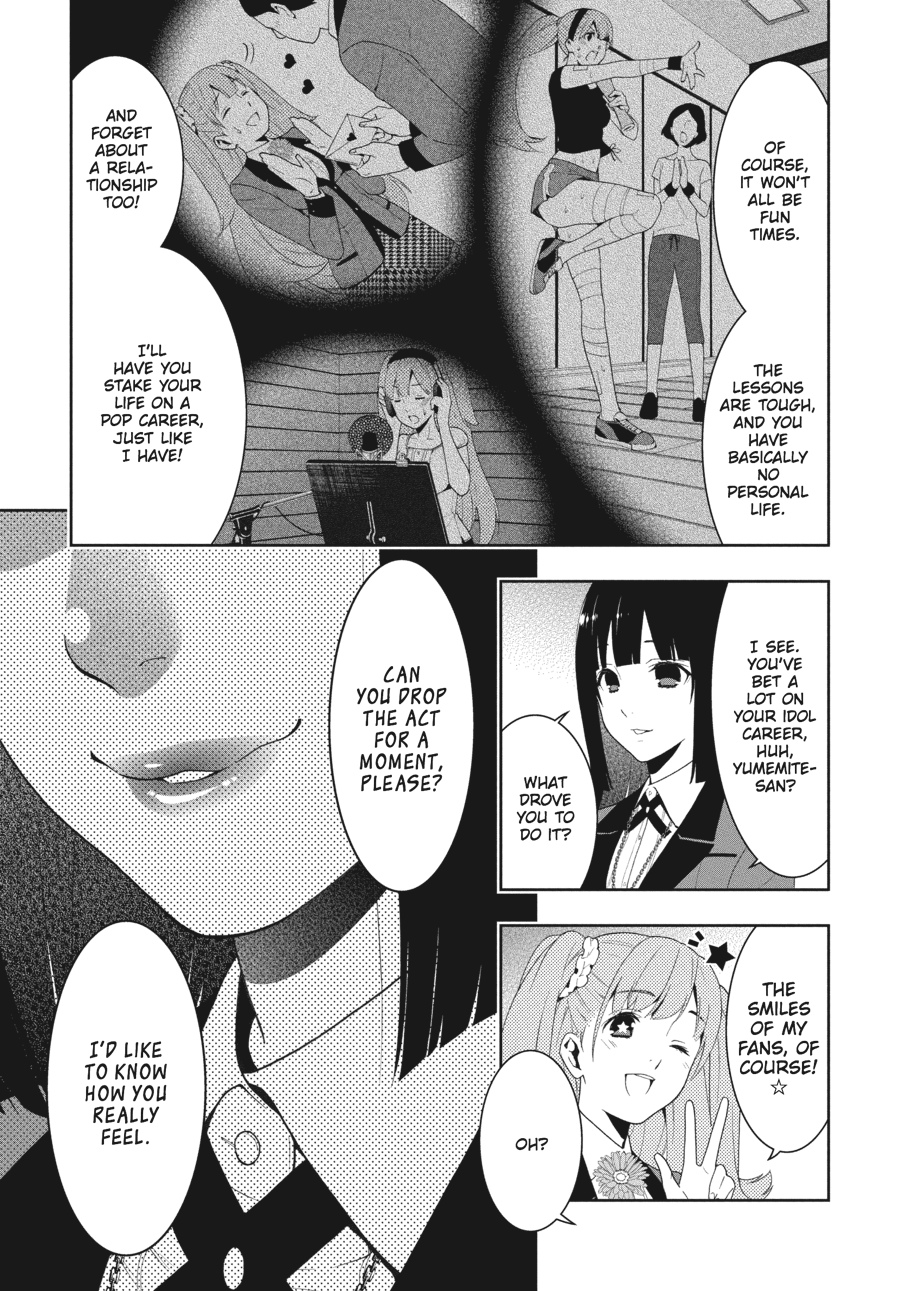 OF
COURSE,
IT WON'T
ALL BE
FUN
TIMES.
THE
LESSONS
ARE TOUGH,
AND YOU
HAVE
BASICALLY
NO
PERSONAL
LIFE.
AND
FORGET
ABOUT
A RELA-
TIONSHIP
TOO!
I'LL
HAVE YOU
STAKE YOUR
LIFE ON A
POP CAREER,
JUST LIKE
I HAVE!
I SEE.
YOU'VE
BET A
LOT ON
YOUR IDOL
CAREER,
HUH,
YUMEMITE-
SAN?
WHAT
DROVE
YOU TO
DO IT?
THE
SMILES
OF MY
FANS, OF
COURSE!
☆
OH?
CAN
YOU DROP
THE ACT
FOR A
MOMENT,
PLEASE?
I'D LIKE
TO KNOW
HOW YOU
REALLY
FEEL.